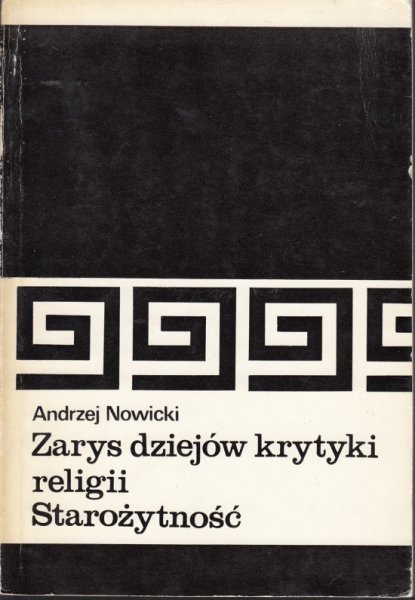 Andrzej Nowicki
Zarys dziejów krytyki
religii
Starożytność